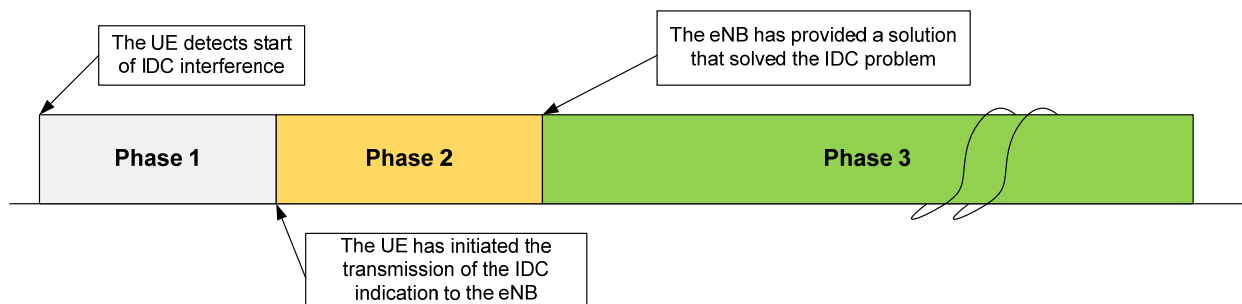 The UE detects start
of IDC interference
The eNB has provided a solution
that solved the IDC problem
Phase 1
Phase 2
Phase 3
The UE has initiated the
transmission of the IDC
indication to the eNB